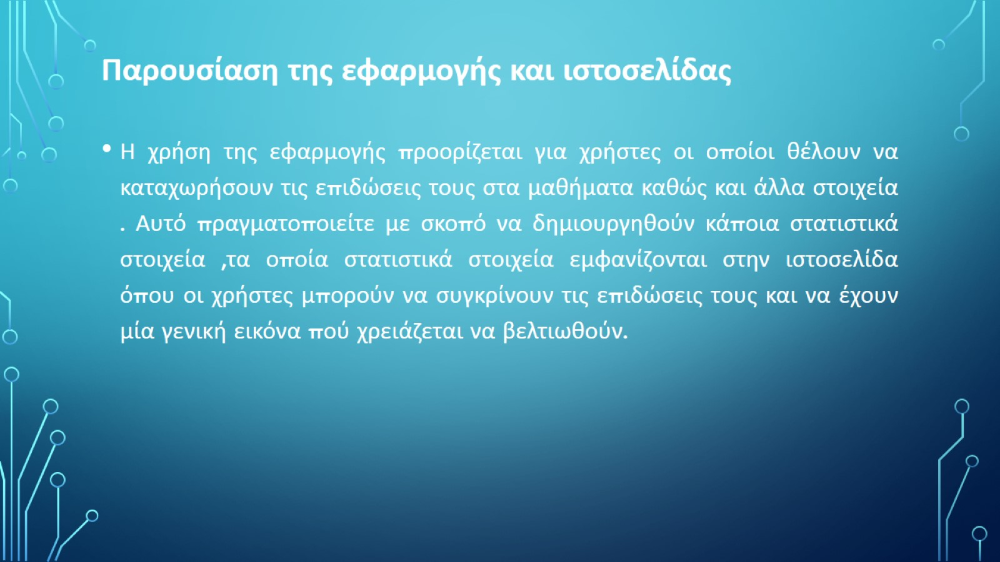 Παρουσίαση της εφαρμογής και ιστοσελίδας
• Η χρήση της εφαρμογής προορίζεται για χρήστες οι οποίοι θέλουν να
καταχωρήσουν τις επιδώσεις τους στα μαθήματα καθώς και άλλα στοιχεία
. Αυτό πραγματοποιείτε με σκοπό να δημιουργηθούν κάποια στατιστικά
στοιχεία ,τα οποία στατιστικά στοιχεία εμφανίζονται στην ιστοσελίδα
όπου οι χρήστες μπορούν να συγκρίνουν τις επιδώσεις τους και να έχουν
μία γενική εικόνα πού χρειάζεται να βελτιωθούν.